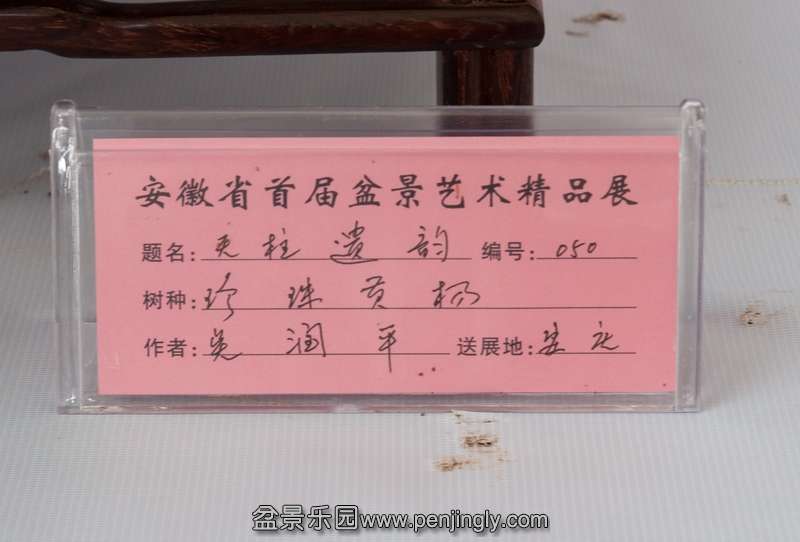 安徽省首届盆景艺术精品展
题名：天柱遗韵 编号：050
树种：珍珠黄杨
作者：吴润平 送展地：安庆
盆景乐园www.penjingly.com